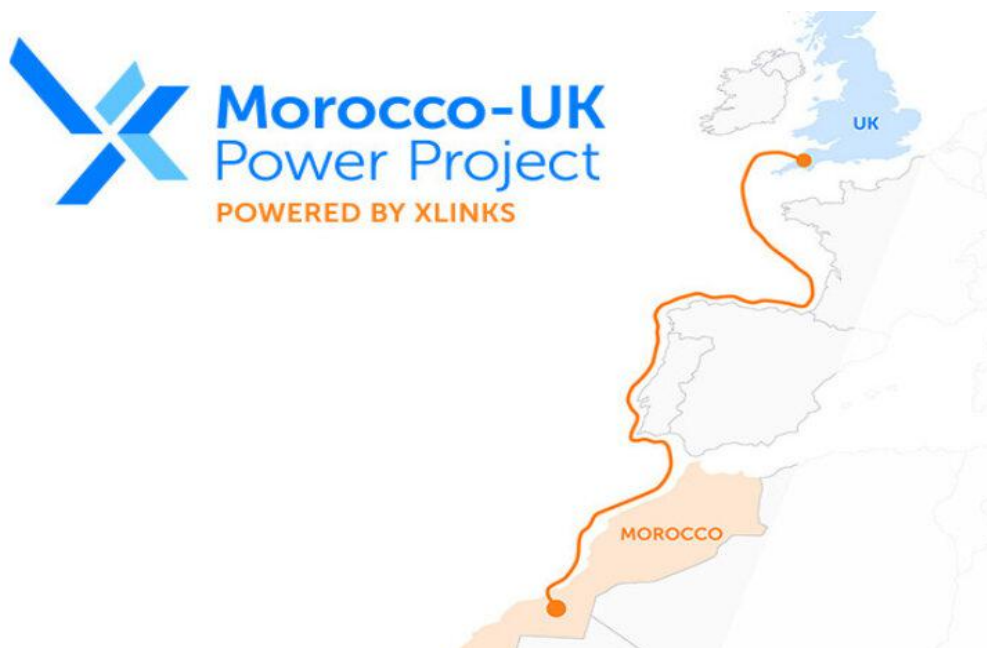 Morocco-UK
Power Project
POWERED BY XLINKS
UK
MOROCCO